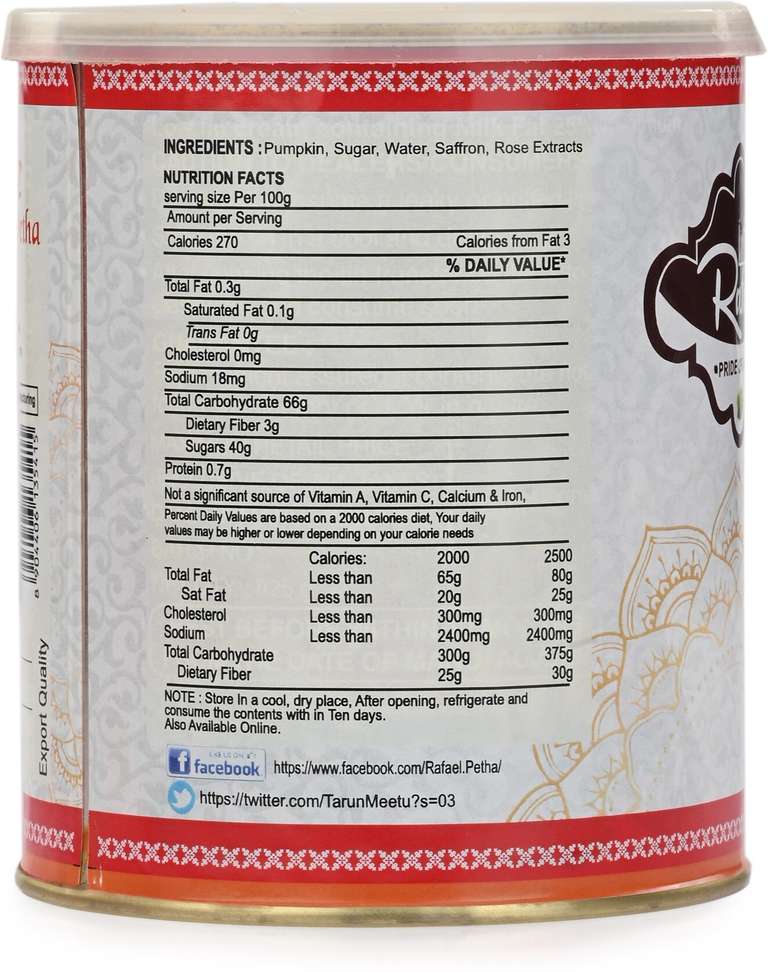 INGREDIENTS : Pumpkin, Sugar, Water, Saffron, Rose Extracts
NUTRITION FACTS
serving size Per 100g
Amount per Serving
Calories 270 Calories from Fat 3
% DAILY VALUE*
Total Fat 0.3g
Saturated Fat 0.1g
Trans Fat 0g
Cholesterol 0mg
Sodium 18mg
Total Carbohydrate 66g
Dietary Fiber 3g
Sugars 40g
Protein 0.7g
Not a significant source of Vitamin A, Vitamin C, Calcium & Iron,
Percent Daily Values are based on a 2000 calories diet, Your daily
values may be higher or lower depending on your calorie needs
Calories: 2000 2500
Total Fat Less than 65g 80g
Sat Fat Less than 20g 25g
Cholesterol Less than 300mg 300mg
Sodium Less than 2400mg 2400mg
Total Carbohydrate 300g 375g
Dietary Fiber 25g 30g
NOTE : Store In a cool, dry place, After opening, refrigerate and
consume the contents with in Ten days.
Also Available Online.
LIKE US ON
facebook https://www.facebook.com/Rafael.Petha/
https://twitter.com/TarunMeetu?s=03
Export Quality
PRIDE